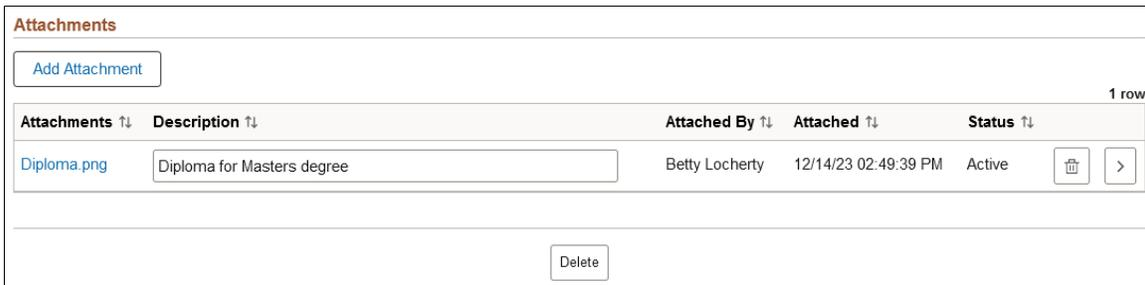 Attachments
Add Attachment
1 row
Attachments Description Attached By Attached Status
Diploma.png Diploma for Masters degree Betty Locherty 12/14/23 02:49:39 PM Active
Delete